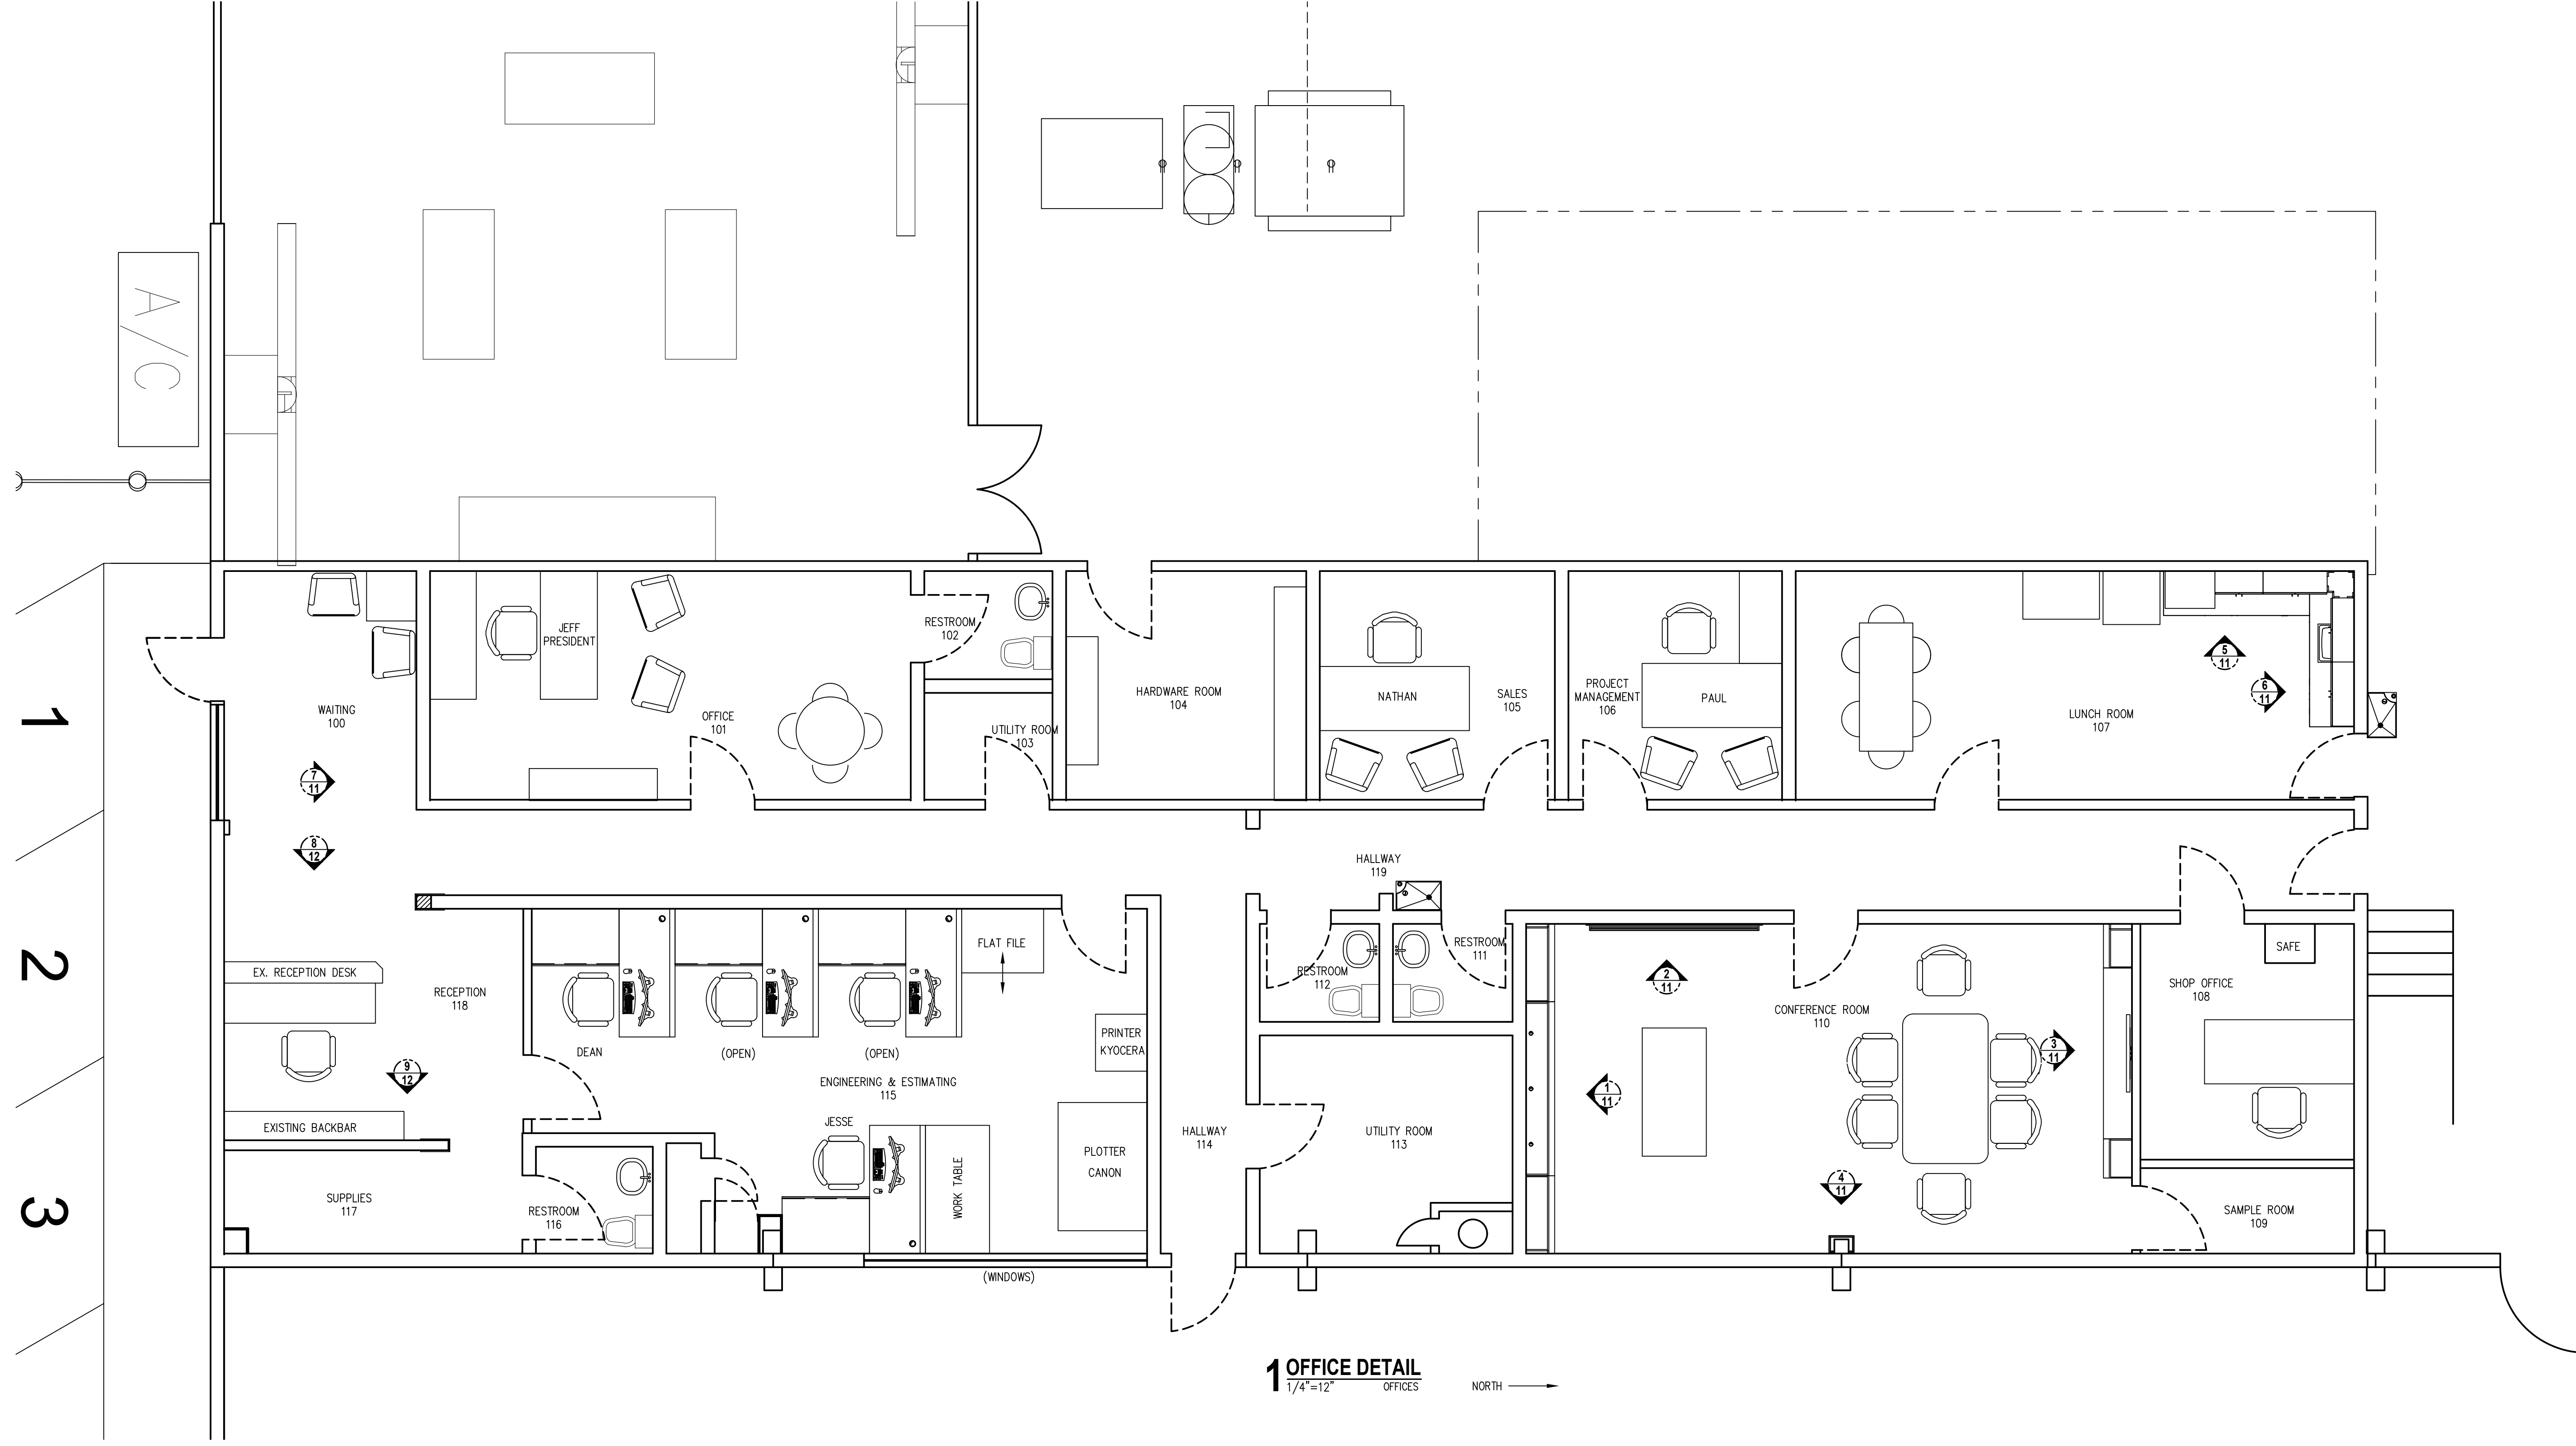 A/C
1
2
3
JEFF
PRESIDENT
RESTROOM
102
WAITING
100
OFFICE
101
UTILITY ROOM
103
HARDWARE ROOM
104
NATHAN
SALES
105
PROJECT
MANAGEMENT
106
PAUL
LUNCH ROOM
107
5
11
6
11
7
11
8
12
HALLWAY
119
EX. RECEPTION DESK
RECEPTION
118
FLAT FILE
DEAN
(OPEN)
(OPEN)
PRINTER
KYOCERA
ENGINEERING & ESTIMATING
115
9
12
EXISTING BACKBAR
JESSE
WORK TABLE
PLOTTER
CANON
SUPPLIES
117
RESTROOM
116
(WINDOWS)
HALLWAY
114
RESTROOM
112
RESTROOM
111
UTILITY ROOM
113
2
11
1
11
CONFERENCE ROOM
110
3
11
4
11
SAFE
SHOP OFFICE
108
SAMPLE ROOM
109
1 OFFICE DETAIL
1/4"=12" OFFICES
NORTH